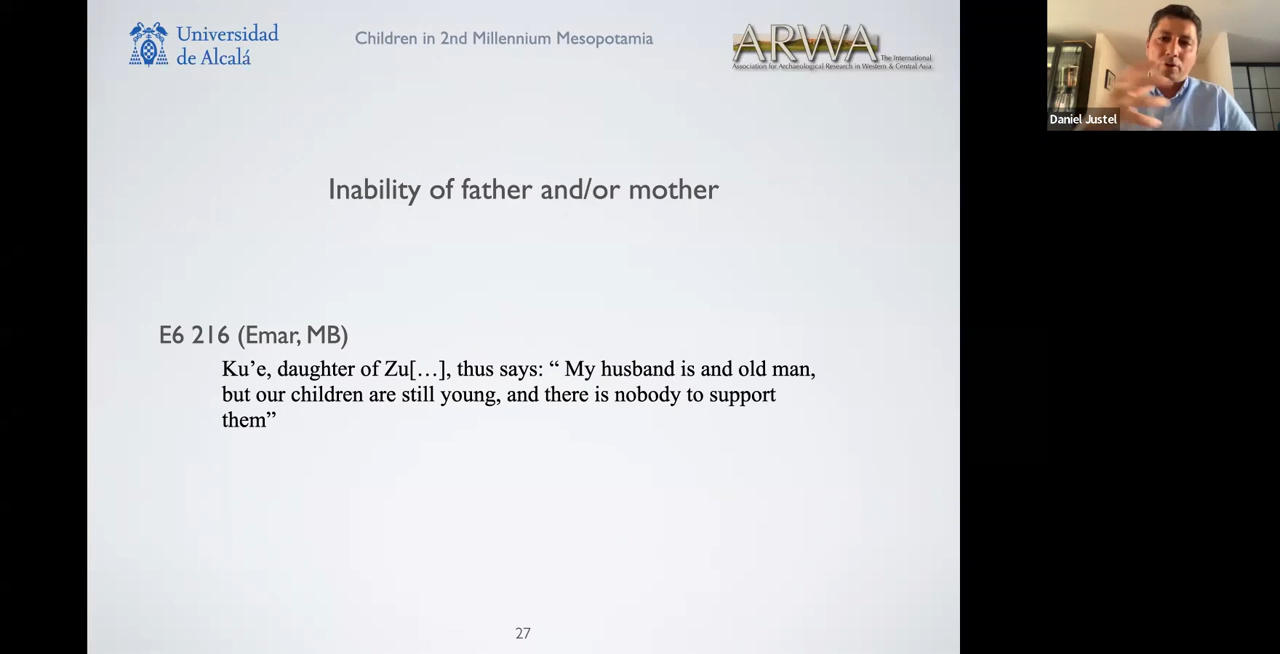 Universidad
de Alcalá
Children in 2nd Millennium Mesopotamia
ARWA The International
Association for Archaeological Research in Western & Central Asia
Daniel Justel
Inability of father and/or mother
E6 216 (Emar, MB)
Ku’e, daughter of Zu[…], thus says: “ My husband is and old man,
but our children are still young, and there is nobody to support
them”
27